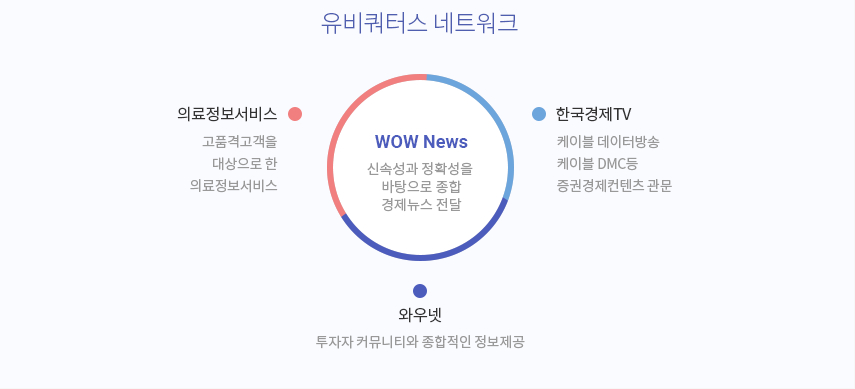 유비쿼터스 네트워크
의료정보서비스
고품격고객을
대상으로 한
의료정보서비스
WOW News
신속성과 정확성을
바탕으로 종합
경제뉴스 전달
한국경제TV
케이블 데이터방송
케이블 DMC등
증권경제컨텐츠 관문
와우넷
투자자 커뮤니티와 종합적인 정보제공